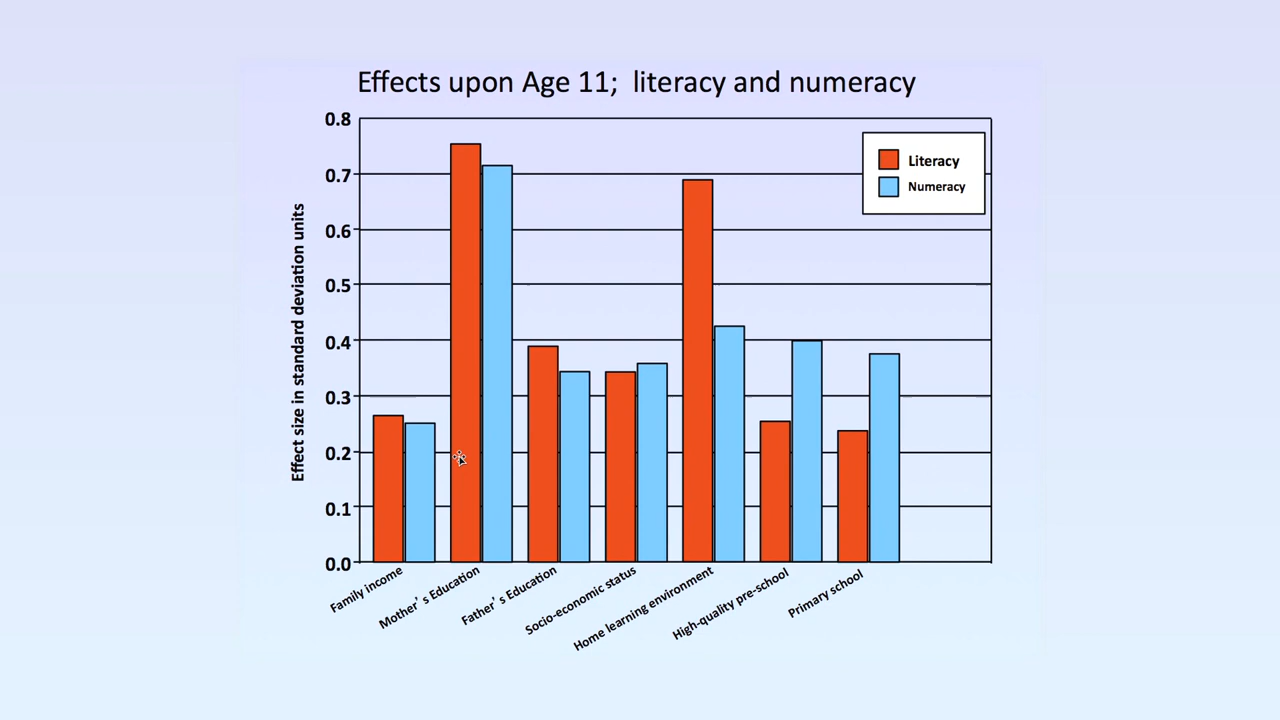 Effects upon Age 11;  literacy and numeracy
Effect size in standard deviation units
0.8
0.7
0.6
0.5
0.4
0.3
0.2
0.1
0.0
Literacy
Numeracy
Family income
Mother’s Education
Father’s Education
Socio-economic status
Home learning environment
High-quality pre-school
Primary school